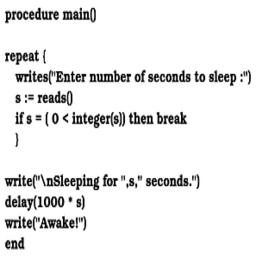 procedure main()
repeat {
writes("Enter number of seconds to sleep :")
s := reads()
if s = ( 0 < integer(s)) then break
}
write("\nSleeping for ",s," seconds.")
delay(1000 * s)
write("Awake!")
end